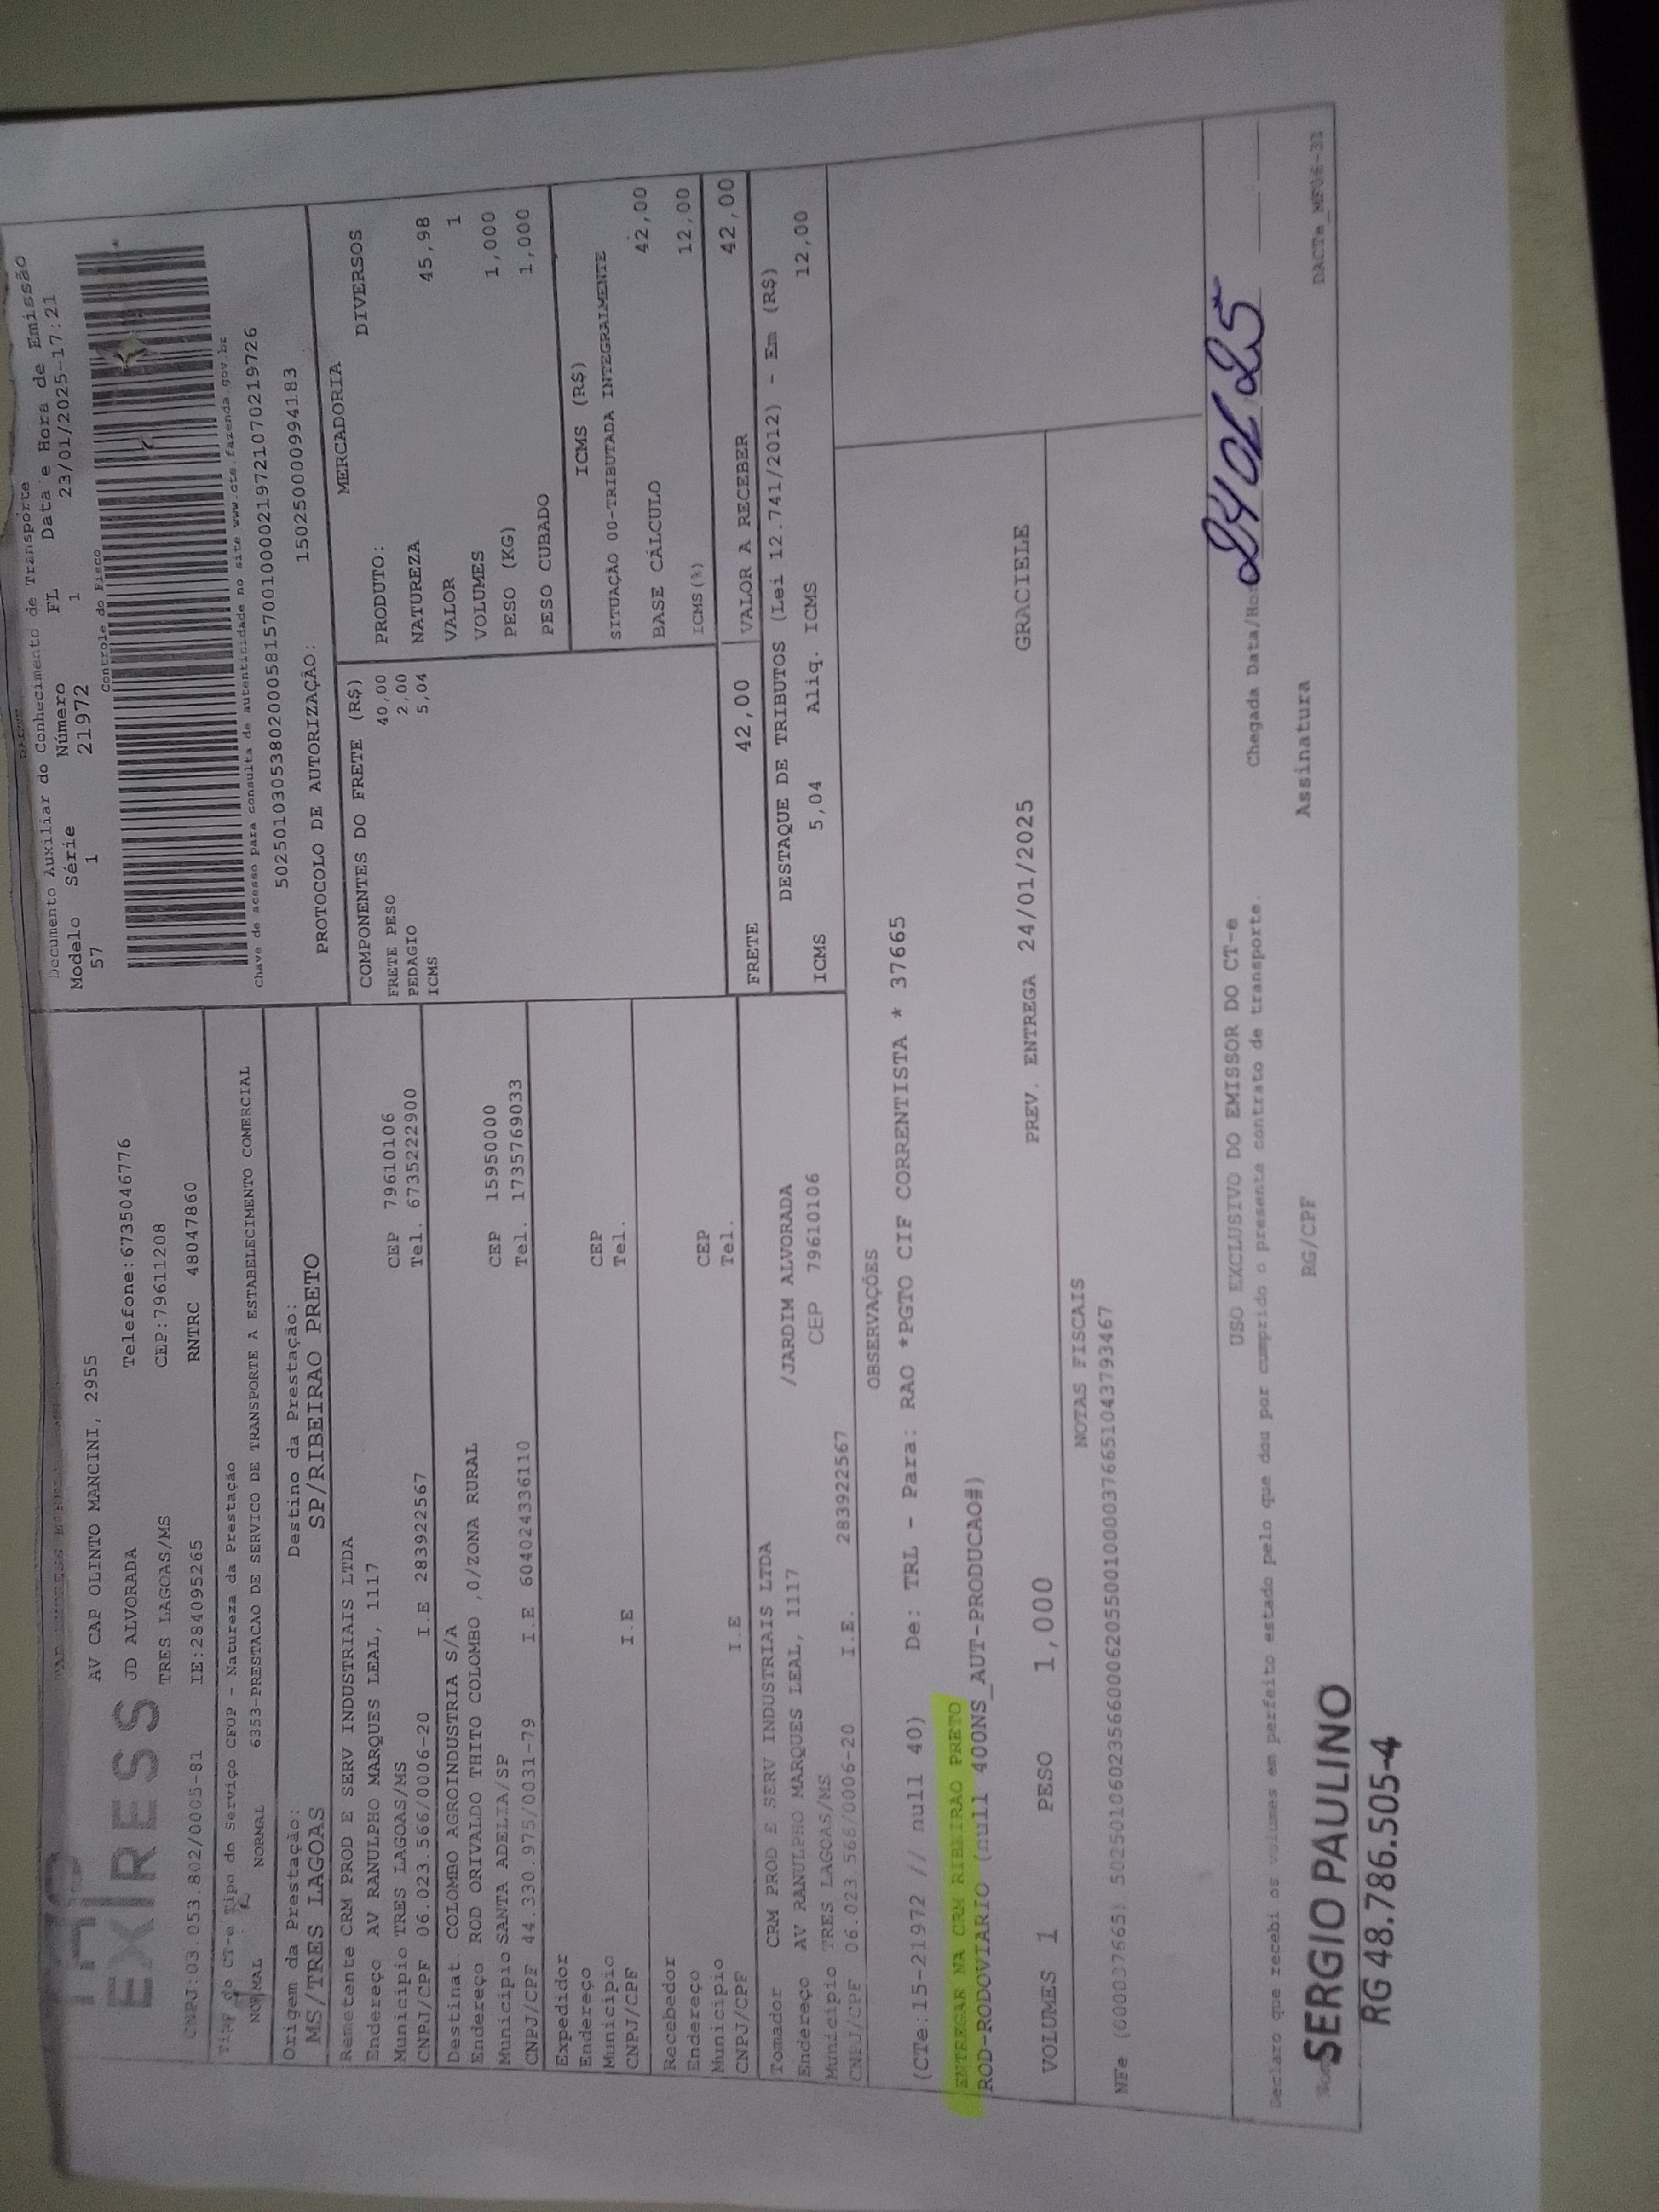 EXPRESS
AV CAP OLINTO MANCINI, 2955
JD ALVORADA Telefone:6735046776
TRES LAGOAS/MS CEP:79611208
CNPJ:03.053.802/0005-81 IE:284095265 RNTRC 48047860
Documento Auxiliar do Conhecimento de Transporte
Modelo Série Número FL Data e Hora de Emissão
57 1 21972 1 23/01/2025-17:21
Controle do Fisco
Chave de acesso para consulta de autenticidade no site www.cte.fazenda.gov.br
50250103053802000581570010000219721070219726
PROTOCOLO DE AUTORIZAÇÃO: 150250000994183
Tipo do CT-e Tipo do Serviço CFOP - Natureza da Prestação
NORMAL NORMAL 6353-PRESTACAO DE SERVICO DE TRANSPORTE A ESTABELECIMENTO COMERCIAL
Origem da Prestação: Destino da Prestação:
MS/TRES LAGOAS SP/RIBEIRAO PRETO
Remetente CRM PROD E SERV INDUSTRIAIS LTDA
Endereço AV RANULPHO MARQUES LEAL, 1117
Municipio TRES LAGOAS/MS CEP 79610106
CNPJ/CPF 06.023.566/0006-20 I.E 283922567 Tel. 6735222900
Destinat. COLOMBO AGROINDUSTRIA S/A
Endereço ROD ORIVALDO THITO COLOMBO ,0/ZONA RURAL
Municipio SANTA ADELIA/SP CEP 15950000
CNPJ/CPF 44.330.975/0031-79 I.E 604024336110 Tel. 1735769033
Expedidor
Endereço
Municipio CEP
CNPJ/CPF I.E Tel.
Recebador
Endereço
Municipio CEP
CNPJ/CPF I.E Tel.
Tomador CRM PROD E SERV INDUSTRIAIS LTDA
Endereço AV RANULPHO MARQUES LEAL, 1117 /JARDIM ALVORADA
Municipio TRES LAGOAS/MS CEP 79610106
CNPJ/CPF 06.023.566/0006-20 I.E. 283922567
COMPONENTES DO FRETE (R$)
FRETE PESO 40,00
PEDAGIO 2,00
ICMS 5,04
MERCADORIA
PRODUTO: DIVERSOS
NATUREZA
VALOR 45,98
VOLUMES 1
PESO (KG) 1,000
PESO CUBADO 1,000
ICMS (R$)
SITUAÇÃO 00-TRIBUTADA INTEGRALMENTE
BASE CÁLCULO 42,00
ICMS(%) 12,00
FRETE 42,00 VALOR A RECEBER 42,00
DESTAQUE DE TRIBUTOS (Lei 12.741/2012) - Em (R$)
ICMS 5,04 Aliq. ICMS 12,00
OBSERVAÇÕES
(CTe:15-21972 // null 40) De: TRL - Para: RAO *PGTO CIF CORRENTISTA * 37665
ENTREGAR NA CRM RIBEIRAO PRETO
ROD-RODOVIARIO (null 400NS_AUT-PRODUCAO#)
VOLUMES 1 PESO 1,000 PREV. ENTREGA 24/01/2025 GRACIELE
NOTAS FISCAIS
NFe (000037665) 50250106023566000620550010000376651043793467
USO EXCLUSIVO DO EMISSOR DO CT-e
Declaro que recebi os volumes em perfeito estado pelo que dou por cumprido o presente contrato de transporte.
Chegada Data/Ho 24 01 25
SERGIO PAULINO RG/CPF Assinatura
RG 48.786.505-4